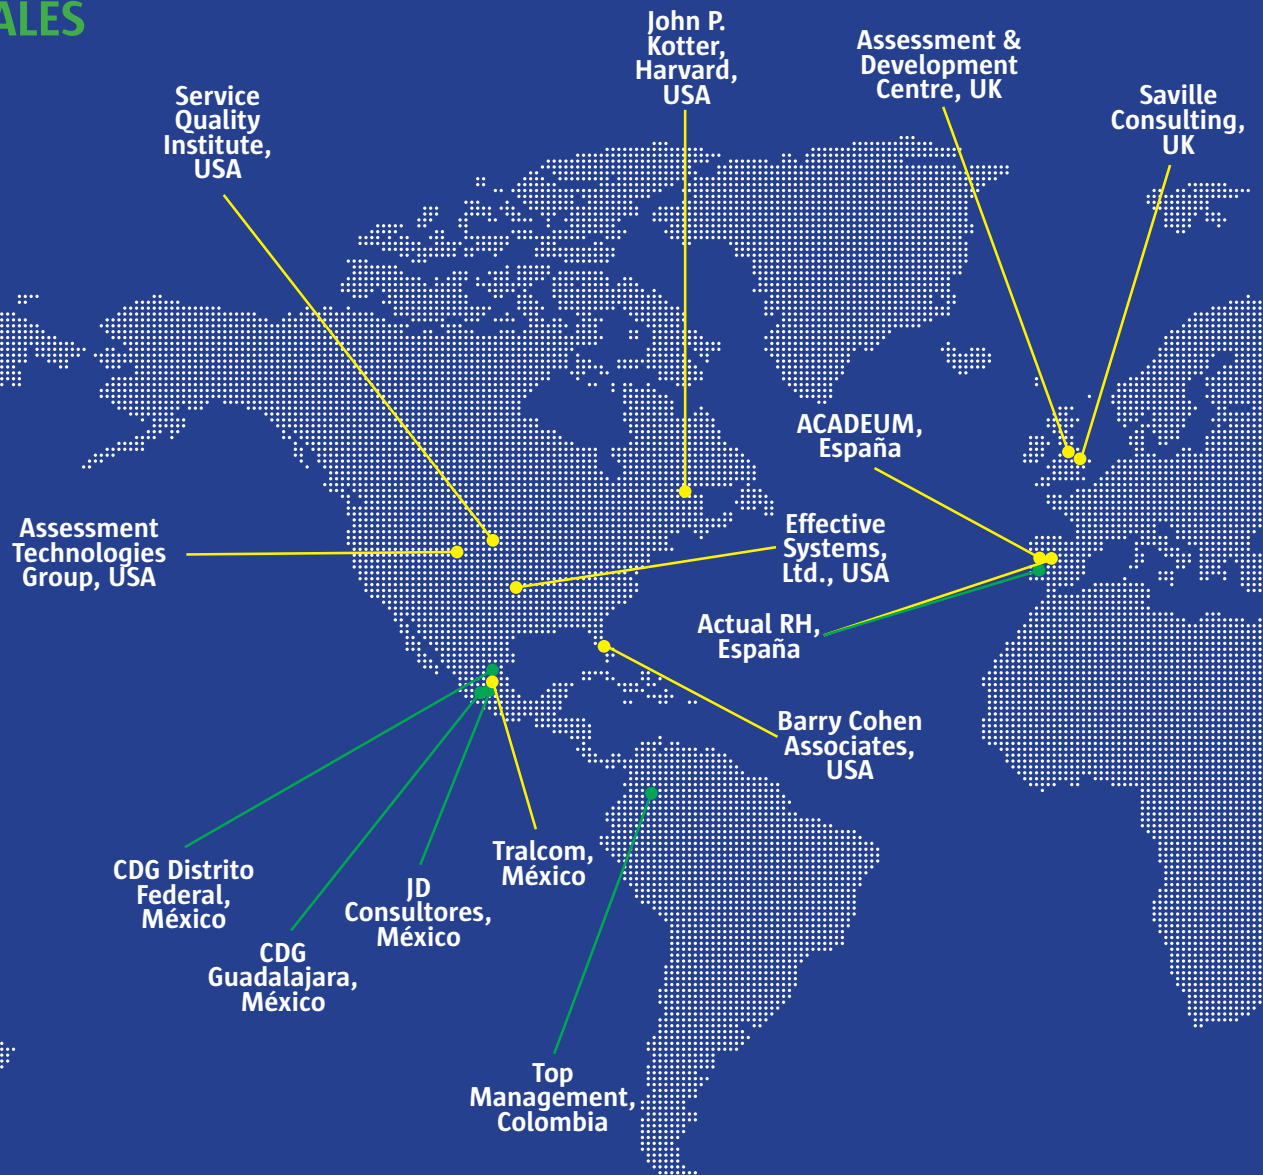 ALES
John P.
Kotter,
Harvard,
USA
Assessment &
Development
Centre, UK
Saville
Consulting,
UK
Service
Quality
Institute,
USA
ACADEUM,
España
Assessment
Technologies
Group, USA
Effective
Systems,
Ltd., USA
Actual RH,
España
Barry Cohen
Associates,
USA
Tralcom,
México
CDG Distrito
Federal,
México
JD
Consultores,
México
CDG
Guadalajara,
México
Top
Management,
Colombia